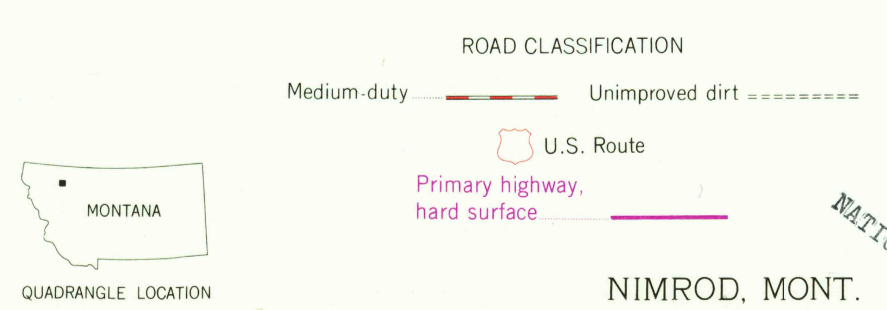 ROAD CLASSIFICATION
Medium-duty Unimproved dirt
U.S. Route
Primary highway,
hard surface
MONTANA
QUADRANGLE LOCATION
NIMROD, MONT.